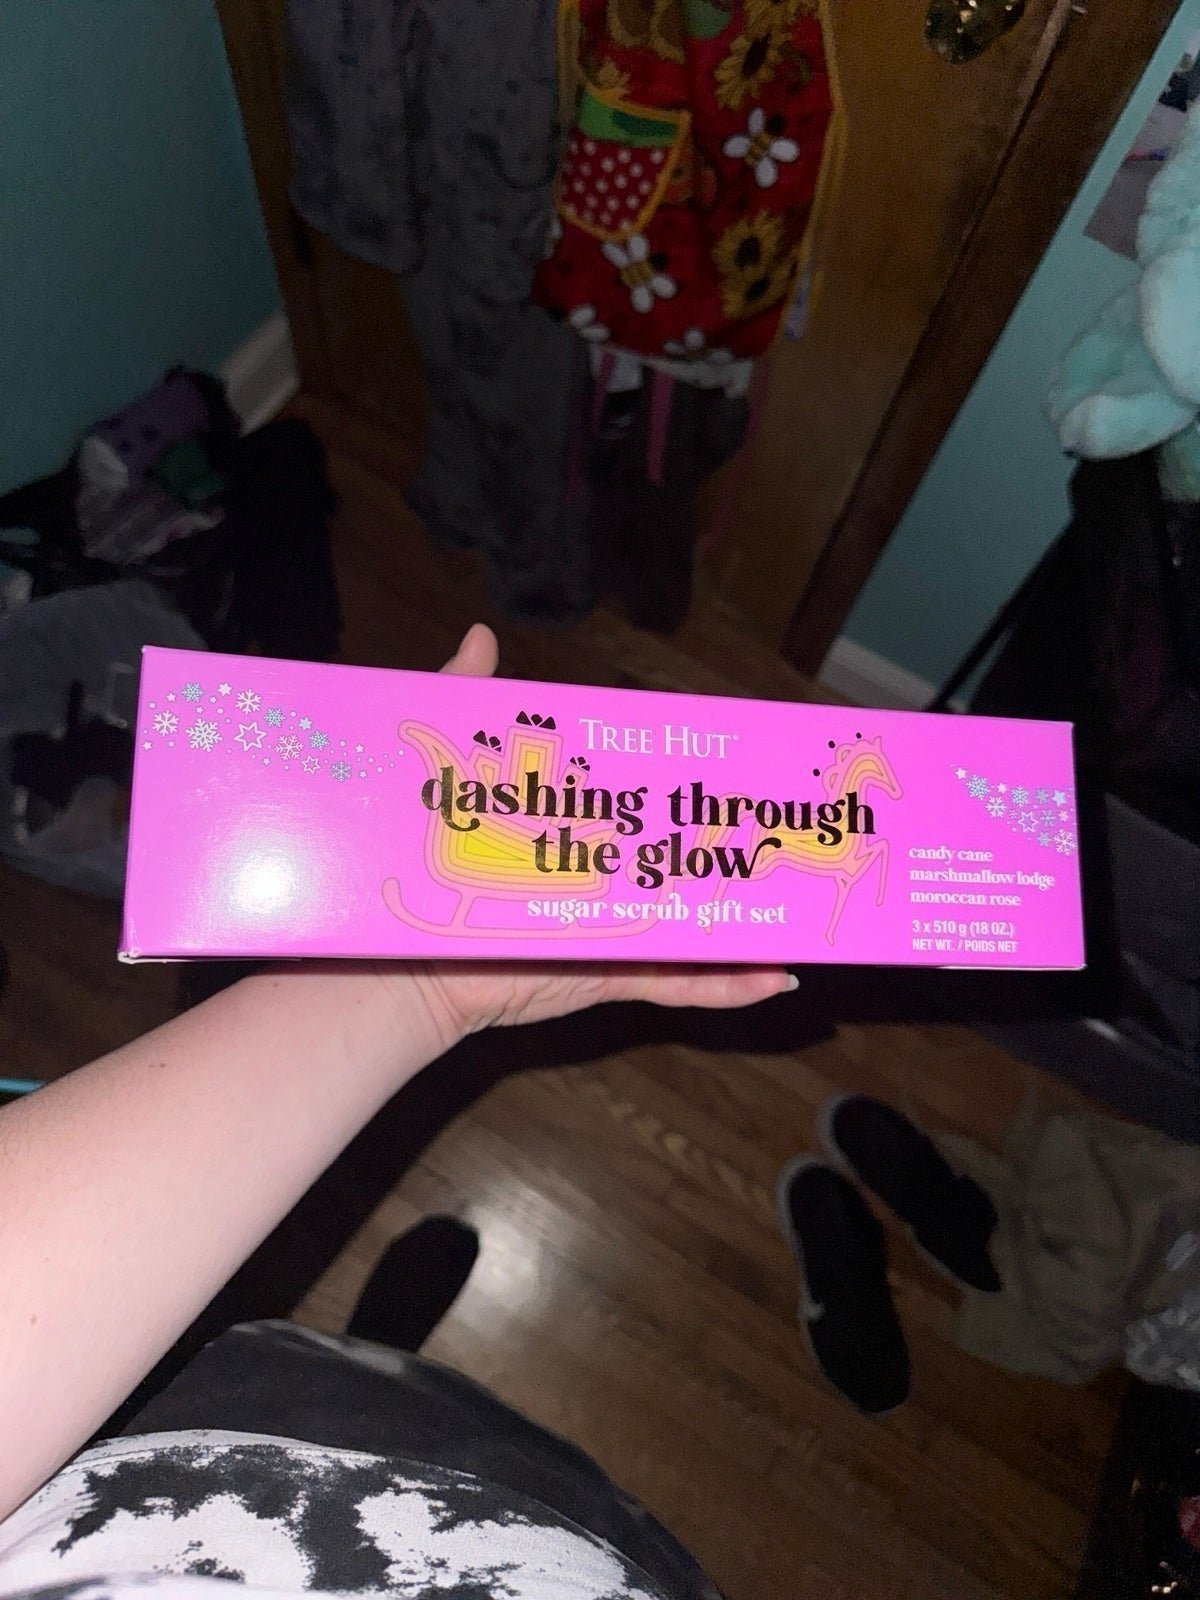 TREE HUT®
dashing through
the glow
sugar scrub gift set
candy cane
marshmallow lodge
moroccan rose
3 x 510 g (18 OZ.)
NET WT. / POIDS NET